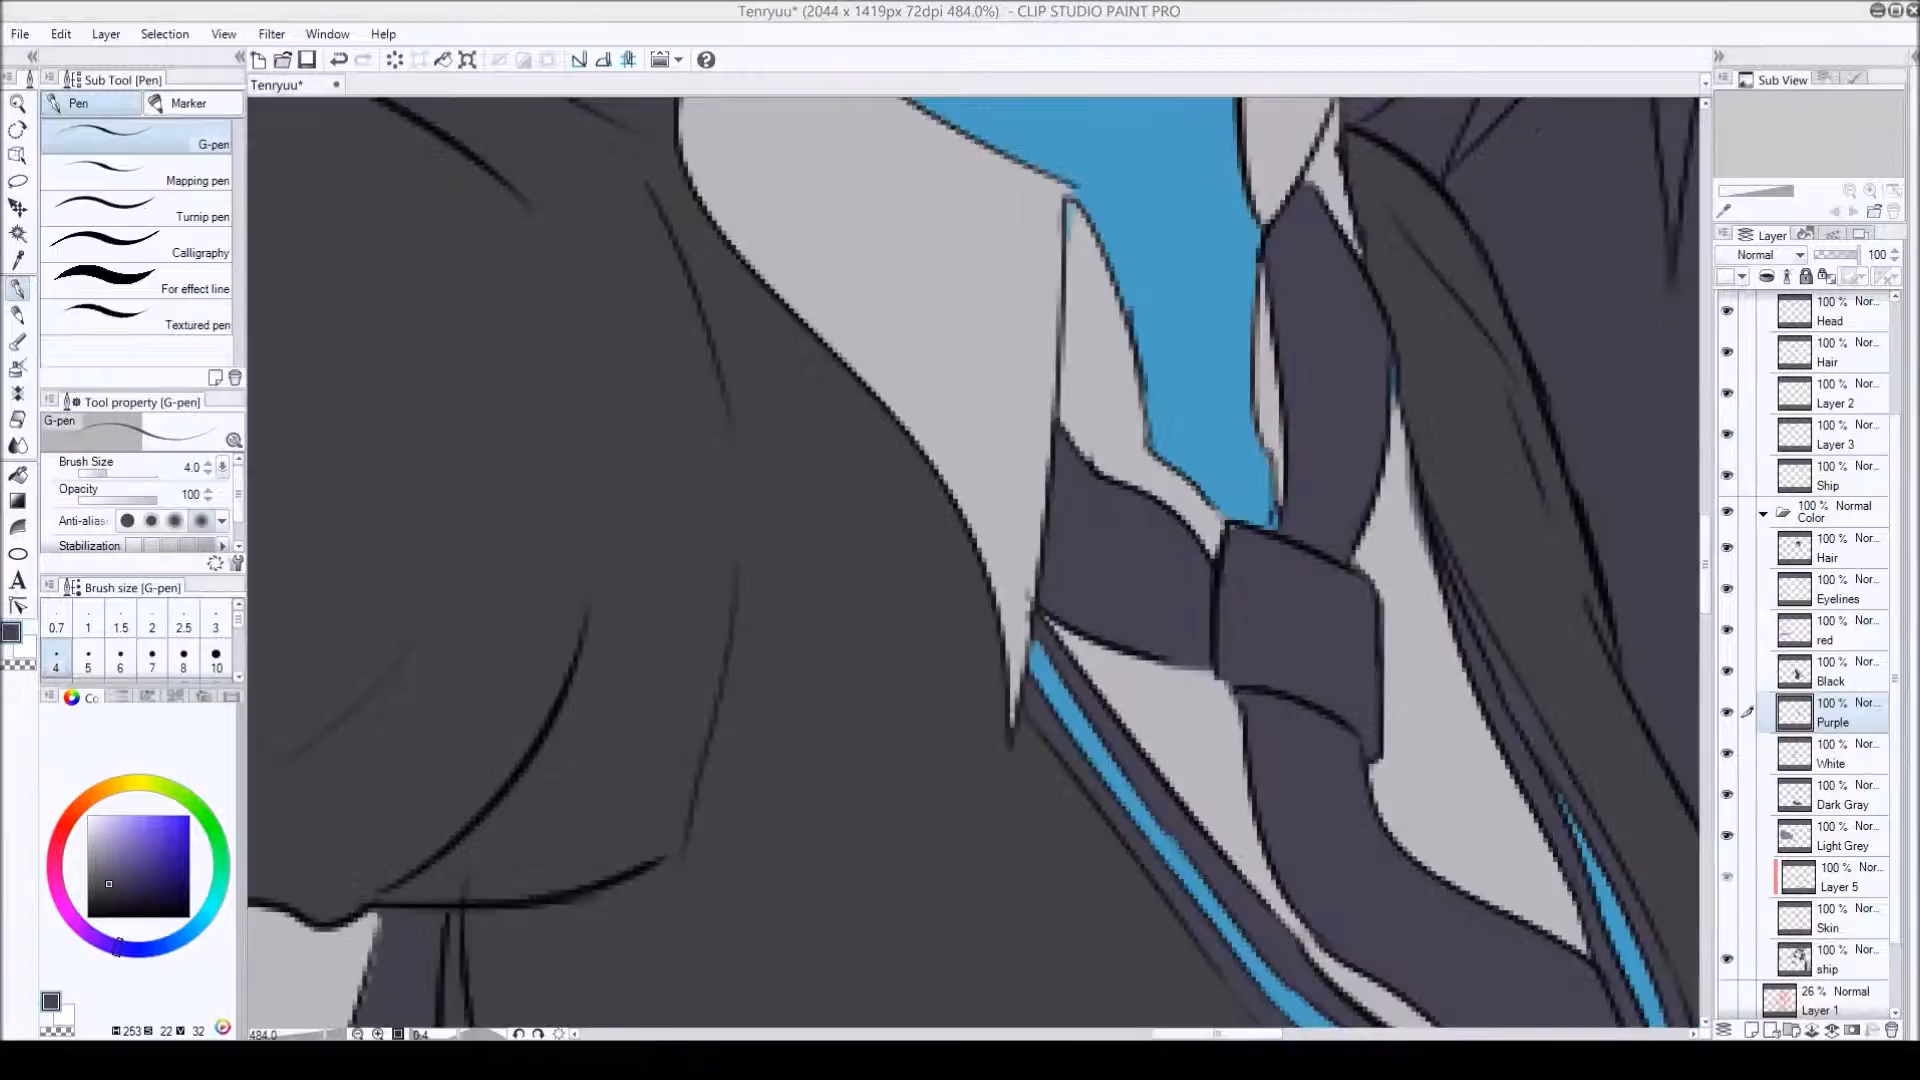 Tenryuu* (2044 x 1419px 72dpi 484.0%) - CLIP STUDIO PAINT PRO
File Edit Layer Selection View Filter Window Help
Sub Tool [Pen]
Tenryuu*
Sub View
Pen Marker
G-pen
Mapping pen
Turnip pen
Calligraphy
For effect line
Textured pen
Tool property [G-pen]
G-pen
Brush Size 4.0
Opacity 100
Anti-alias
Stabilization
Brush size [G-pen]
0.7 1 1.5 2 2.5 3
4 5 6 7 8 10
Co
H 253 S 22 V 32
484.0
0.4
Layer
Normal 100
100 % Nor...
Head
100 % Nor...
Hair
100 % Nor...
Layer 2
100 % Nor...
Layer 3
100 % Nor...
Ship
100 % Normal
Color
100 % Nor...
Hair
100 % Nor...
Eyelines
100 % Nor...
red
100 % Nor...
Black
100 % Nor...
Purple
100 % Nor...
White
100 % Nor...
Dark Gray
100 % Nor...
Light Grey
100 % Nor...
Layer 5
100 % Nor...
Skin
100 % Nor...
ship
26 % Normal
Layer 1